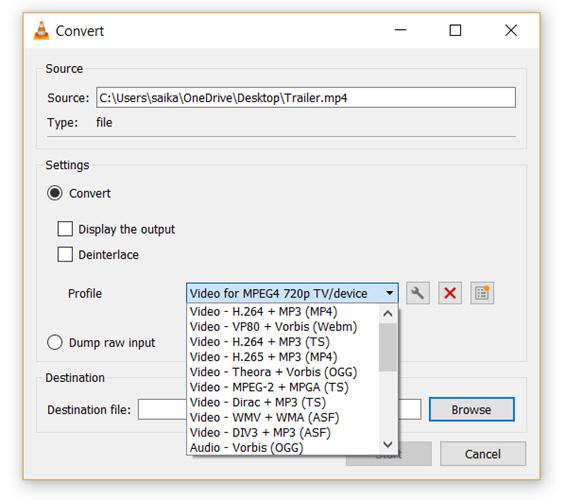 Convert
Source
Source: C:\Users\saika\OneDrive\Desktop\Trailer.mp4
Type: file
Settings
Convert
Display the output
Deinterlace
Profile Video for MPEG4 720p TV/device
Video - H.264 + MP3 (MP4)
Video - VP80 + Vorbis (Webm)
Video - H.264 + MP3 (TS)
Video - H.265 + MP3 (MP4)
Video - Theora + Vorbis (OGG)
Video - MPEG-2 + MPGA (TS)
Video - Dirac + MP3 (TS)
Video - WMV + WMA (ASF)
Video - DIV3 + MP3 (ASF)
Audio - Vorbis (OGG)
Dump raw input
Destination
Destination file: Browse
Start Cancel